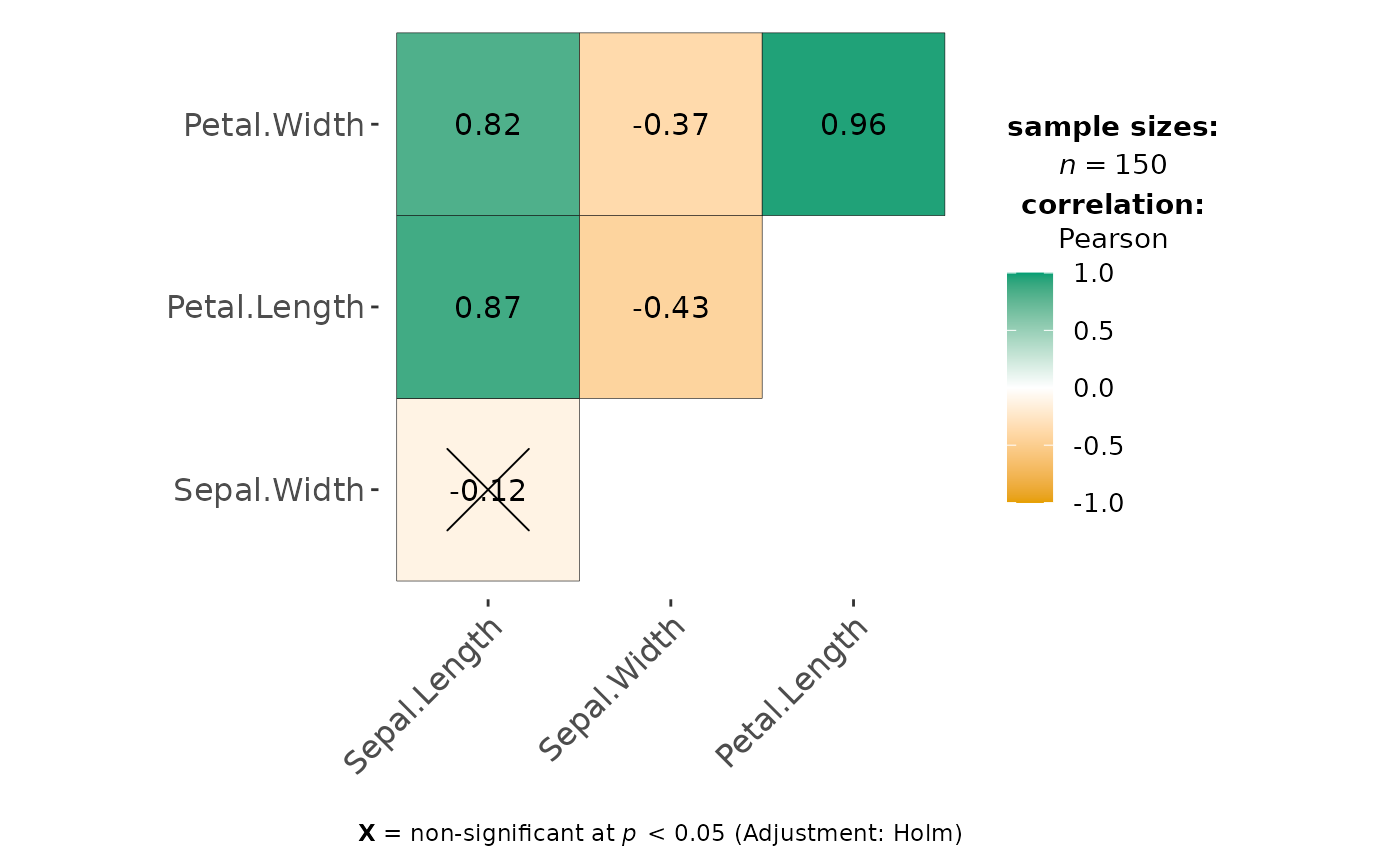 Petal.Width 0.82 -0.37 0.96
Petal.Length 0.87 -0.43
Sepal.Width -0.12
Sepal.Length Sepal.Width Petal.Length
sample sizes:
n = 150
correlation:
Pearson
1.0
0.5
0.0
-0.5
-1.0
X = non-significant at p < 0.05 (Adjustment: Holm)